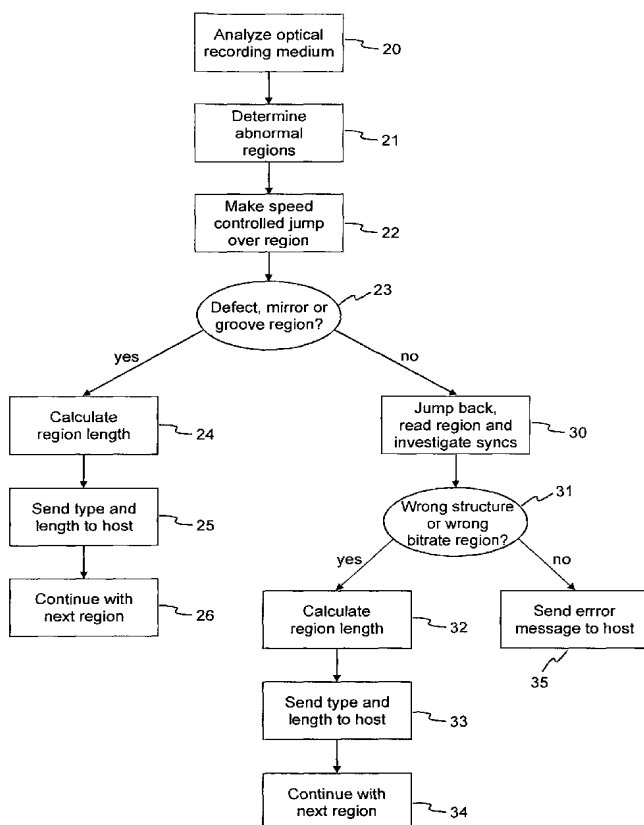 Analyze optical
recording medium
20
Determine
abnormal
regions
21
Make speed
controlled jump
over region
22
Defect, mirror or
groove region?
23
yes
no
Calculate
region length
24
Send type and
length to host
25
Continue with
next region
26
Jump back,
read region and
investigate syncs
30
Wrong structure
or wrong
bitrate region?
31
yes
no
Calculate
region length
32
Send type and
length to host
33
Continue with
next region
34
Send errror
message to host
35